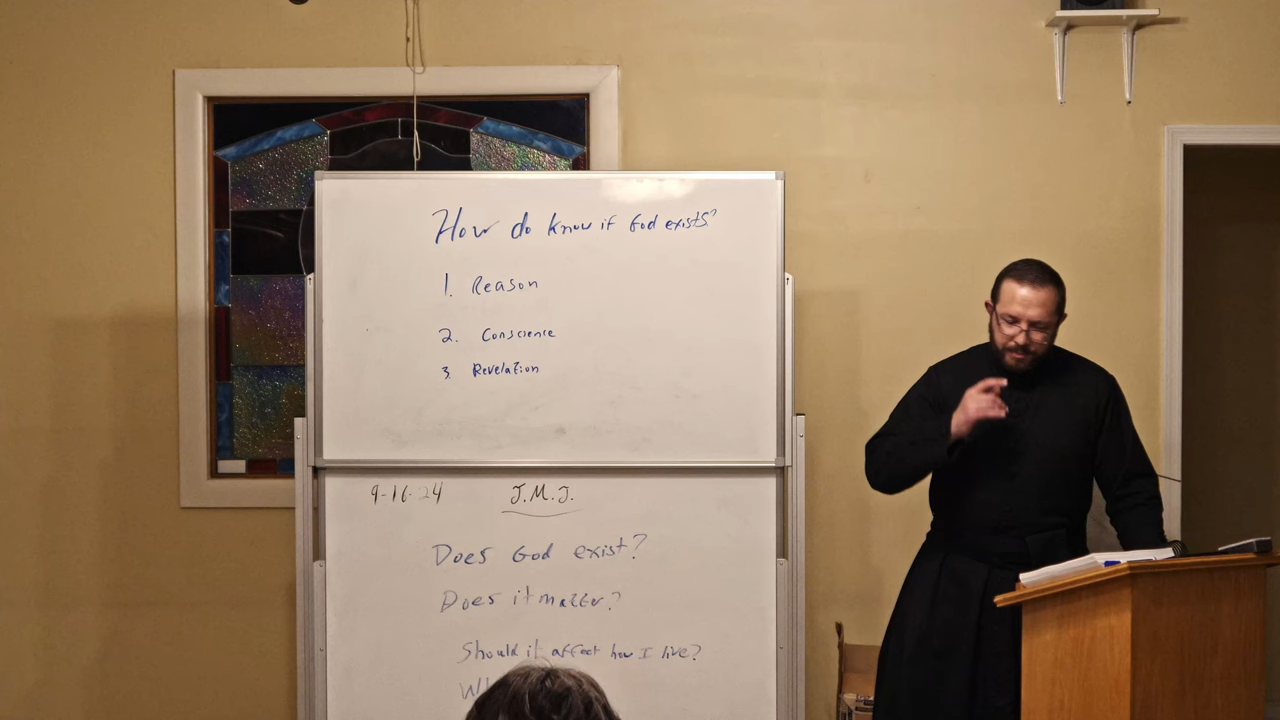 How do know if God exists?
1. Reason
2. Conscience
3. Revelation
9-16-24 J.M.J.
Does God exist?
Does it matter?
Should it affect how I live?